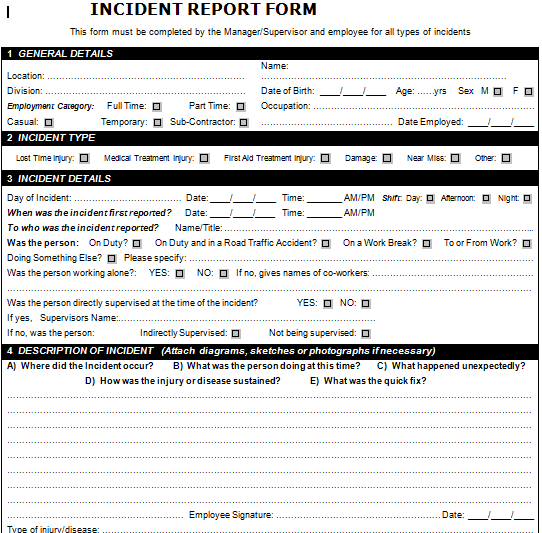 INCIDENT REPORT FORM
This form must be completed by the Manager/Supervisor and employee for all types of incidents
1 GENERAL DETAILS
Name:
Location: ........................................................................
Division: ........................................................................ Date of Birth: ____/____/____ Age: ......yrs Sex M F
Employment Category: Full Time: Part Time: Occupation: ........................................................................
Casual: Temporary: Sub-Contractor: ................................................ Date Employed: ____/____/____
2 INCIDENT TYPE
Lost Time Injury: Medical Treatment Injury: First Aid Treatment Injury: Damage: Near Miss: Other:
3 INCIDENT DETAILS
Day of Incident: ...................................... Date: ____/____/____ Time: _______ AM/PM Shift: Day: Afternoon: Night:
When was the incident first reported? Date: ____/____/____ Time: _______ AM/PM
To who was the incident reported? Name/Title: ........................................................................
Was the person: On Duty? On Duty and in a Road Traffic Accident? On a Work Break? To or From Work?
Doing Something Else? Please specify: ........................................................................
Was the person working alone?: YES: NO: If no, gives names of co-workers: ................................................
........................................................................
Was the person directly supervised at the time of the incident? YES: NO:
If yes, Supervisors Name:........................................................................
If no, was the person: Indirectly Supervised: Not being supervised:
4 DESCRIPTION OF INCIDENT (Attach diagrams, sketches or photographs if necessary)
A) Where did the Incident occur? B) What was the person doing at this time? C) What happened unexpectedly?
D) How was the injury or disease sustained? E) What was the quick fix?
........................................................................
........................................................................
........................................................................
........................................................................
........................................................................
........................................................................
........................................................................
................................................ Employee Signature: ................................................ Date: ____/____/____
Type of injury/disease: ........................................................................